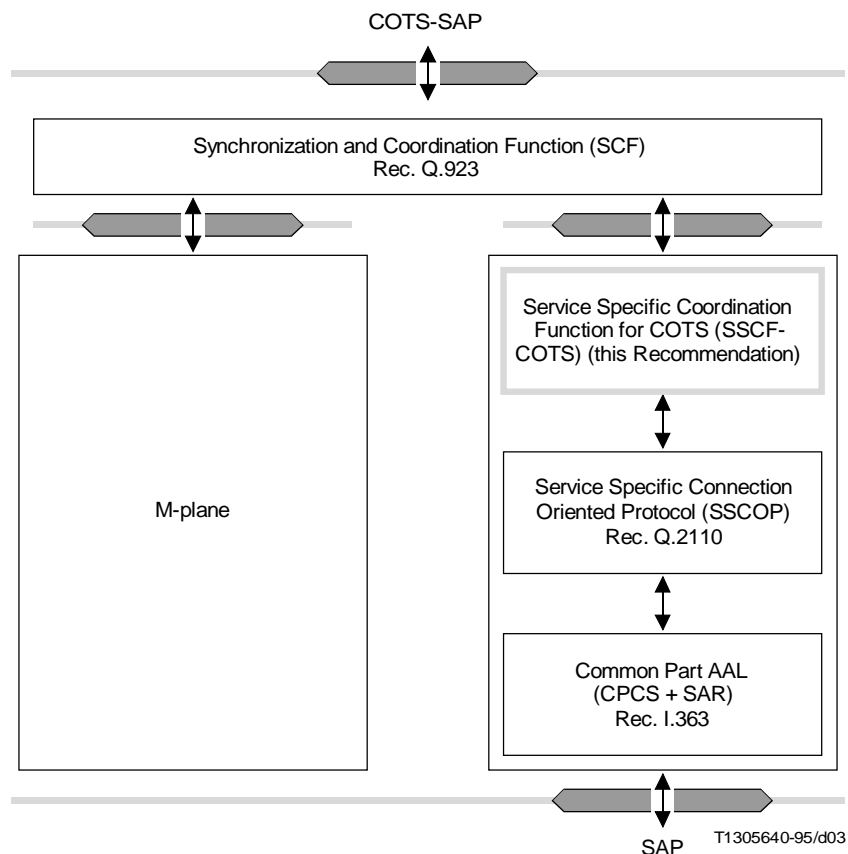 COTS-SAP
Synchronization and Coordination Function (SCF)
Rec. Q.923
Service Specific Coordination
Function for COTS (SSCF-
COTS) (this Recommendation)
M-plane
Service Specific Connection
Oriented Protocol (SSCOP)
Rec. Q.2110
Common Part AAL
(CPCS + SAR)
Rec. I.363
SAP
T1305640-95/d03